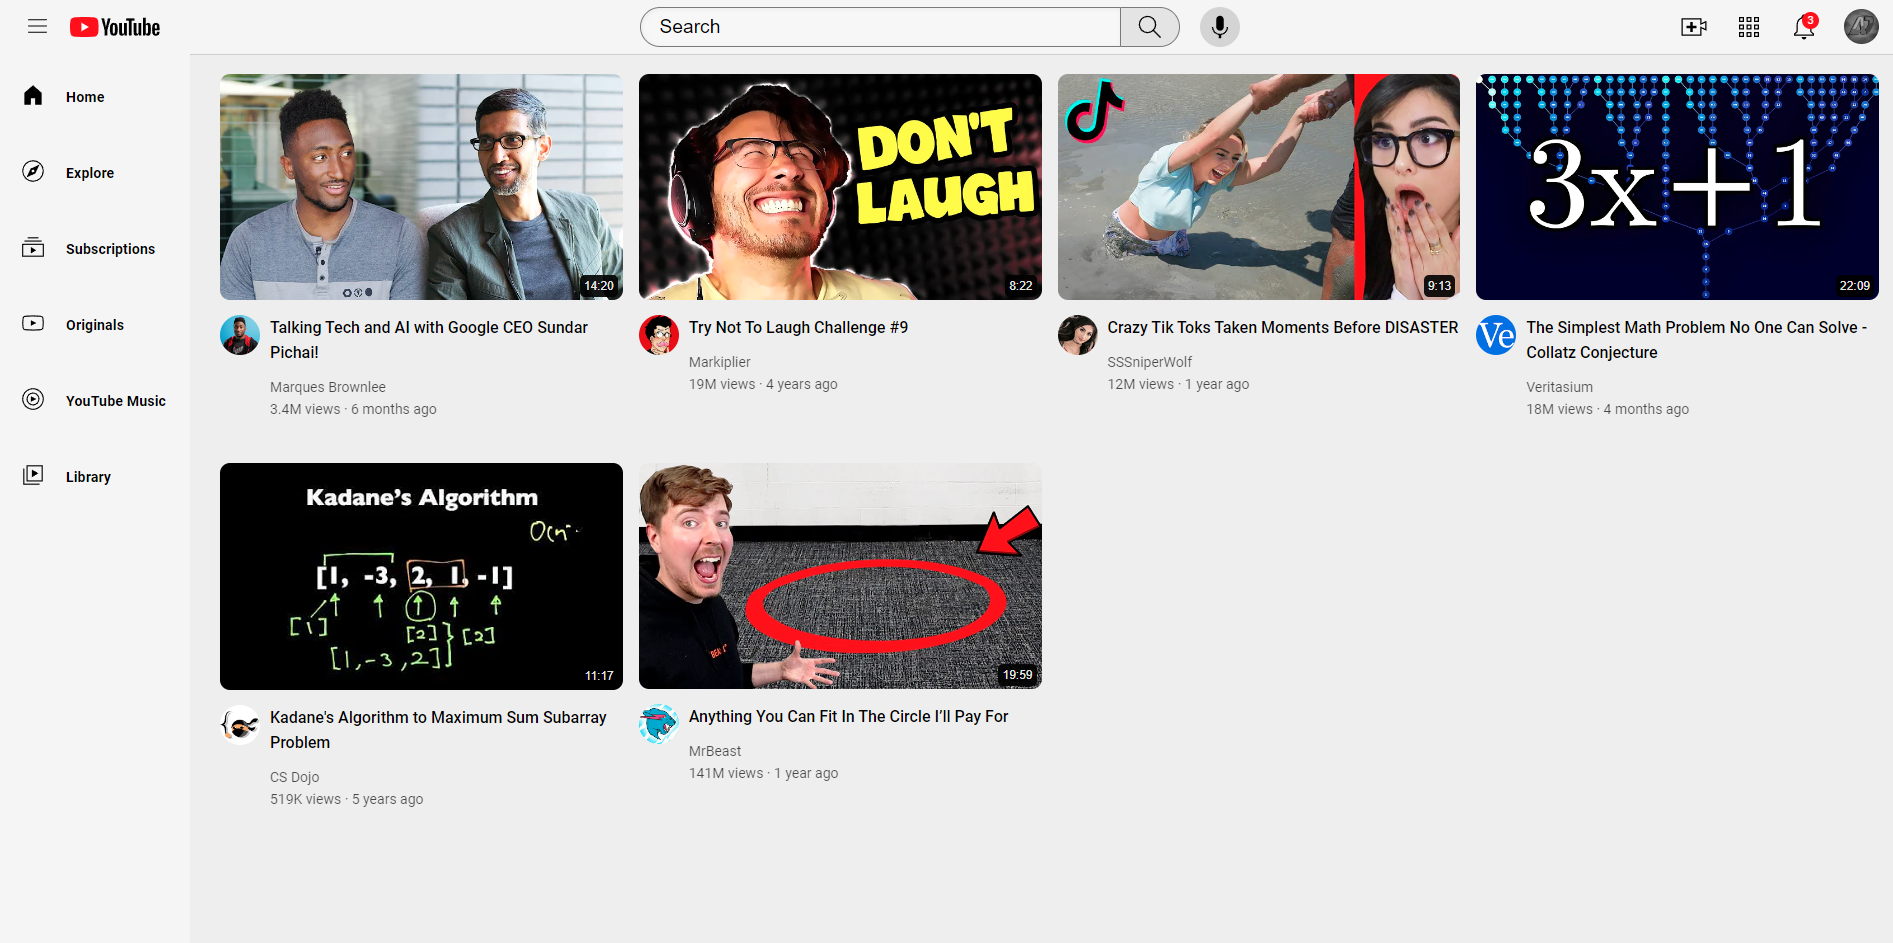 YouTube
Search
3
Home
Explore
Subscriptions
Originals
YouTube Music
Library
14:20
Talking Tech and AI with Google CEO Sundar
Pichai!
Marques Brownlee
3.4M views · 6 months ago
DON'T
LAUGH
8:22
Try Not To Laugh Challenge #9
Markiplier
19M views · 4 years ago
9:13
Crazy Tik Toks Taken Moments Before DISASTER
SSSniperWolf
12M views · 1 year ago
3x+1
22:09
Ve
The Simplest Math Problem No One Can Solve -
Collatz Conjecture
Veritasium
18M views · 4 months ago
Kadane's Algorithm
[1, -3, 2, 1, -1]
[1]
[2]
[2]
[1,-3,2]
11:17
Kadane's Algorithm to Maximum Sum Subarray
Problem
CS Dojo
519K views · 5 years ago
19:59
Anything You Can Fit In The Circle I’ll Pay For
MrBeast
141M views · 1 year ago